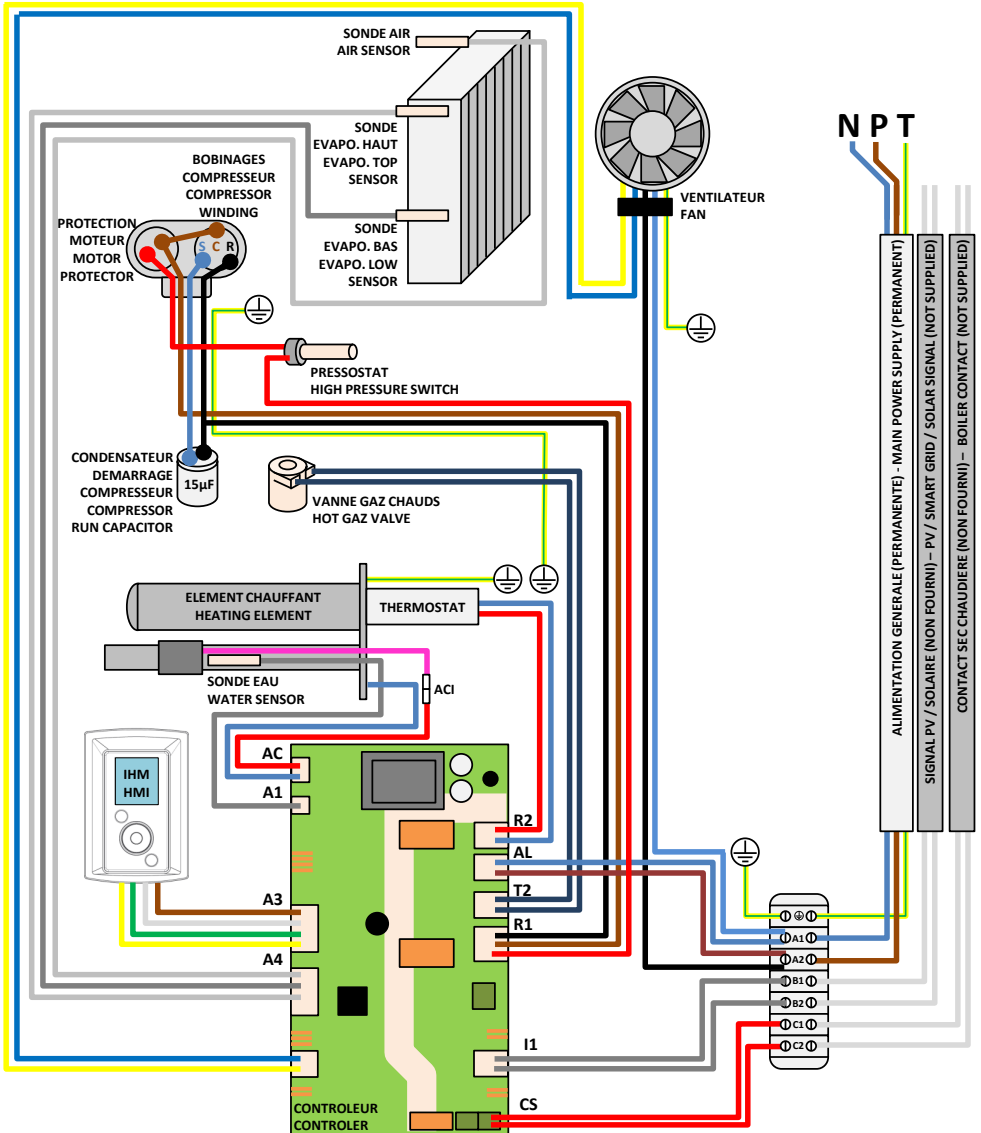 SONDE AIR
AIR SENSOR
SONDE
EVAPO. HAUT
EVAPO. TOP
SENSOR
SONDE
EVAPO. BAS
EVAPO. LOW
SENSOR
BOBINAGES
COMPRESSEUR
COMPRESSOR
WINDING
PROTECTION
MOTEUR
MOTOR
PROTECTOR
S C R
VENTILATEUR
FAN
N P T
PRESSOSTAT
HIGH PRESSURE SWITCH
CONDENSATEUR
DEMARRAGE
COMPRESSEUR
COMPRESSOR
RUN CAPACITOR
15µF
VANNE GAZ CHAUDS
HOT GAZ VALVE
ELEMENT CHAUFFANT
HEATING ELEMENT
THERMOSTAT
SONDE EAU
WATER SENSOR
ACI
IHM
HMI
AC
A1
A3
A4
R2
AL
T2
R1
I1
CS
CONTROLEUR
CONTROLER
ALIMENTATION GENERALE (PERMANENTE) - MAIN POWER SUPPLY (PERMANENT)
SIGNAL PV / SOLAIRE (NON FOURNI) – PV / SMART GRID / SOLAR SIGNAL (NOT SUPPLIED)
CONTACT SEC CHAUDIERE (NON FOURNI) – BOILER CONTACT (NOT SUPPLIED)
A1
A2
B1
B2
C1
C2